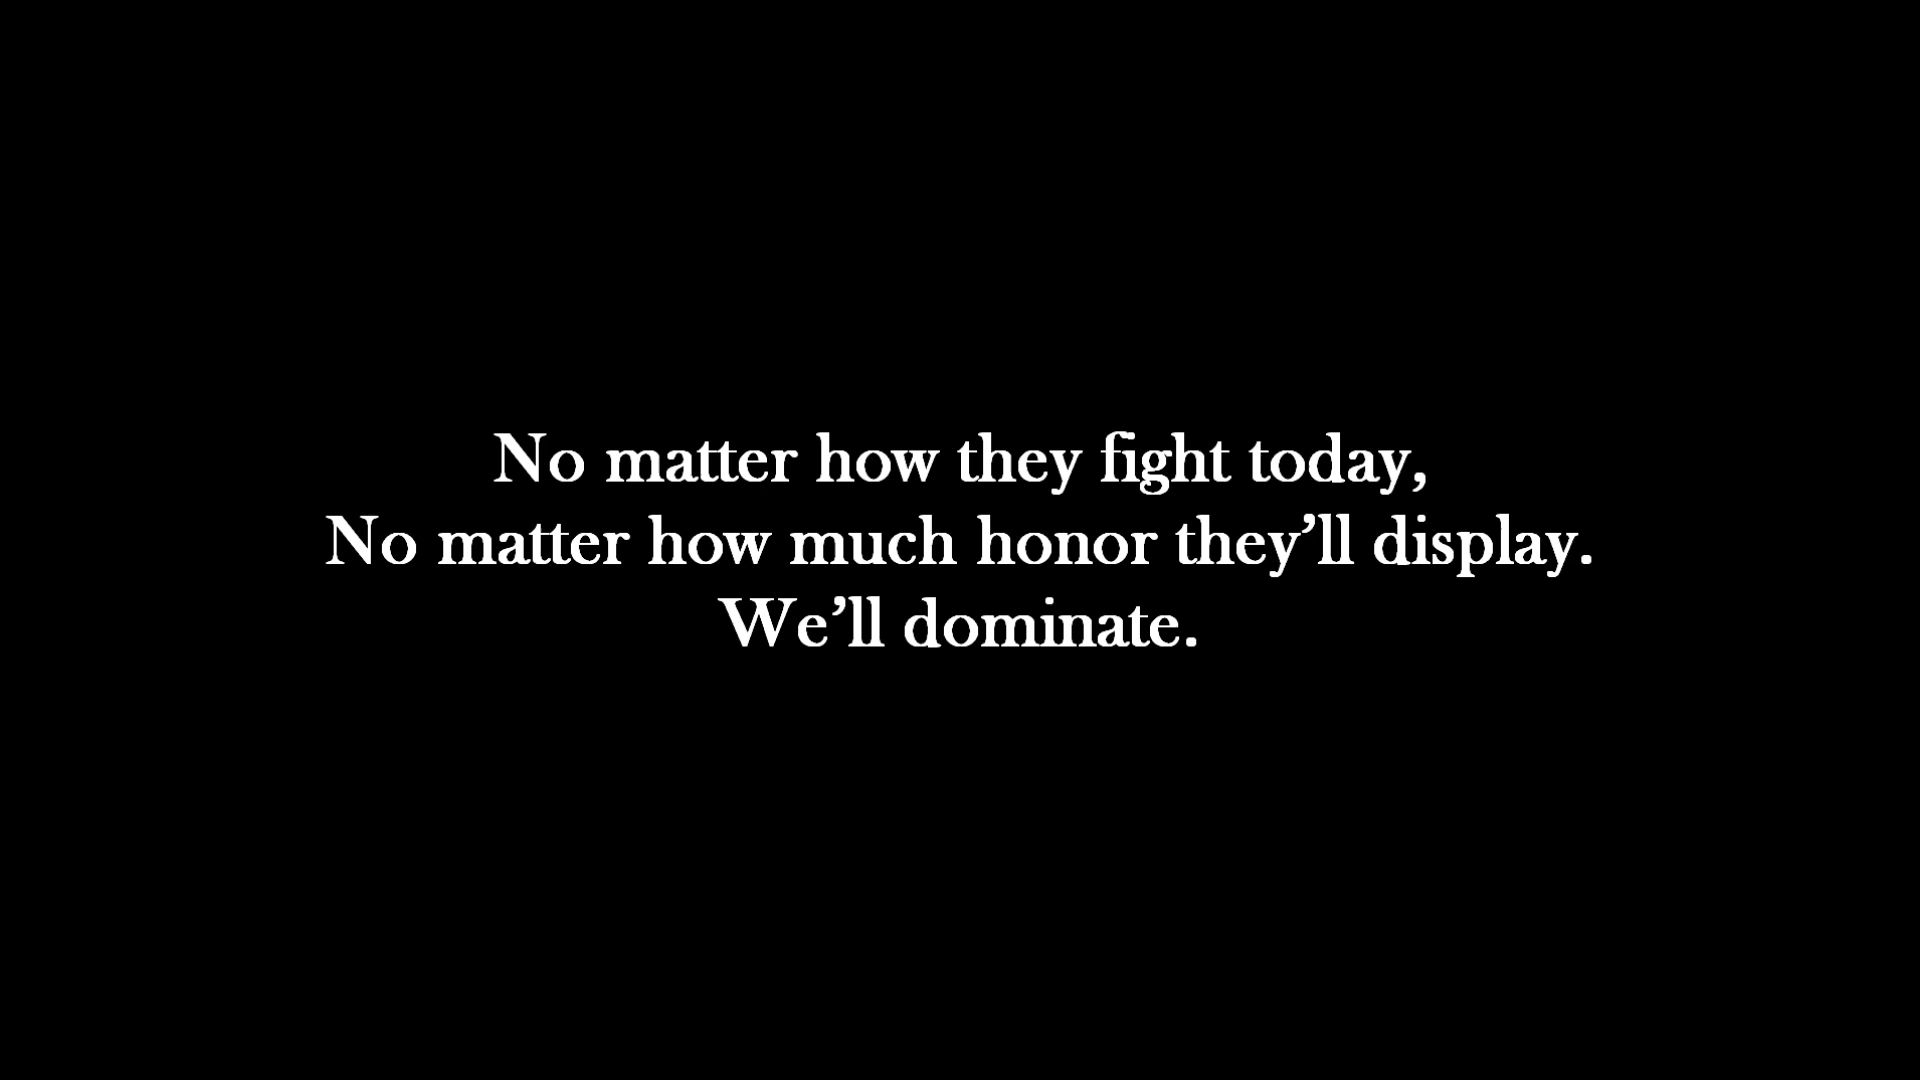 No matter how they fight today,
No matter how much honor they’ll display.
We’ll dominate.